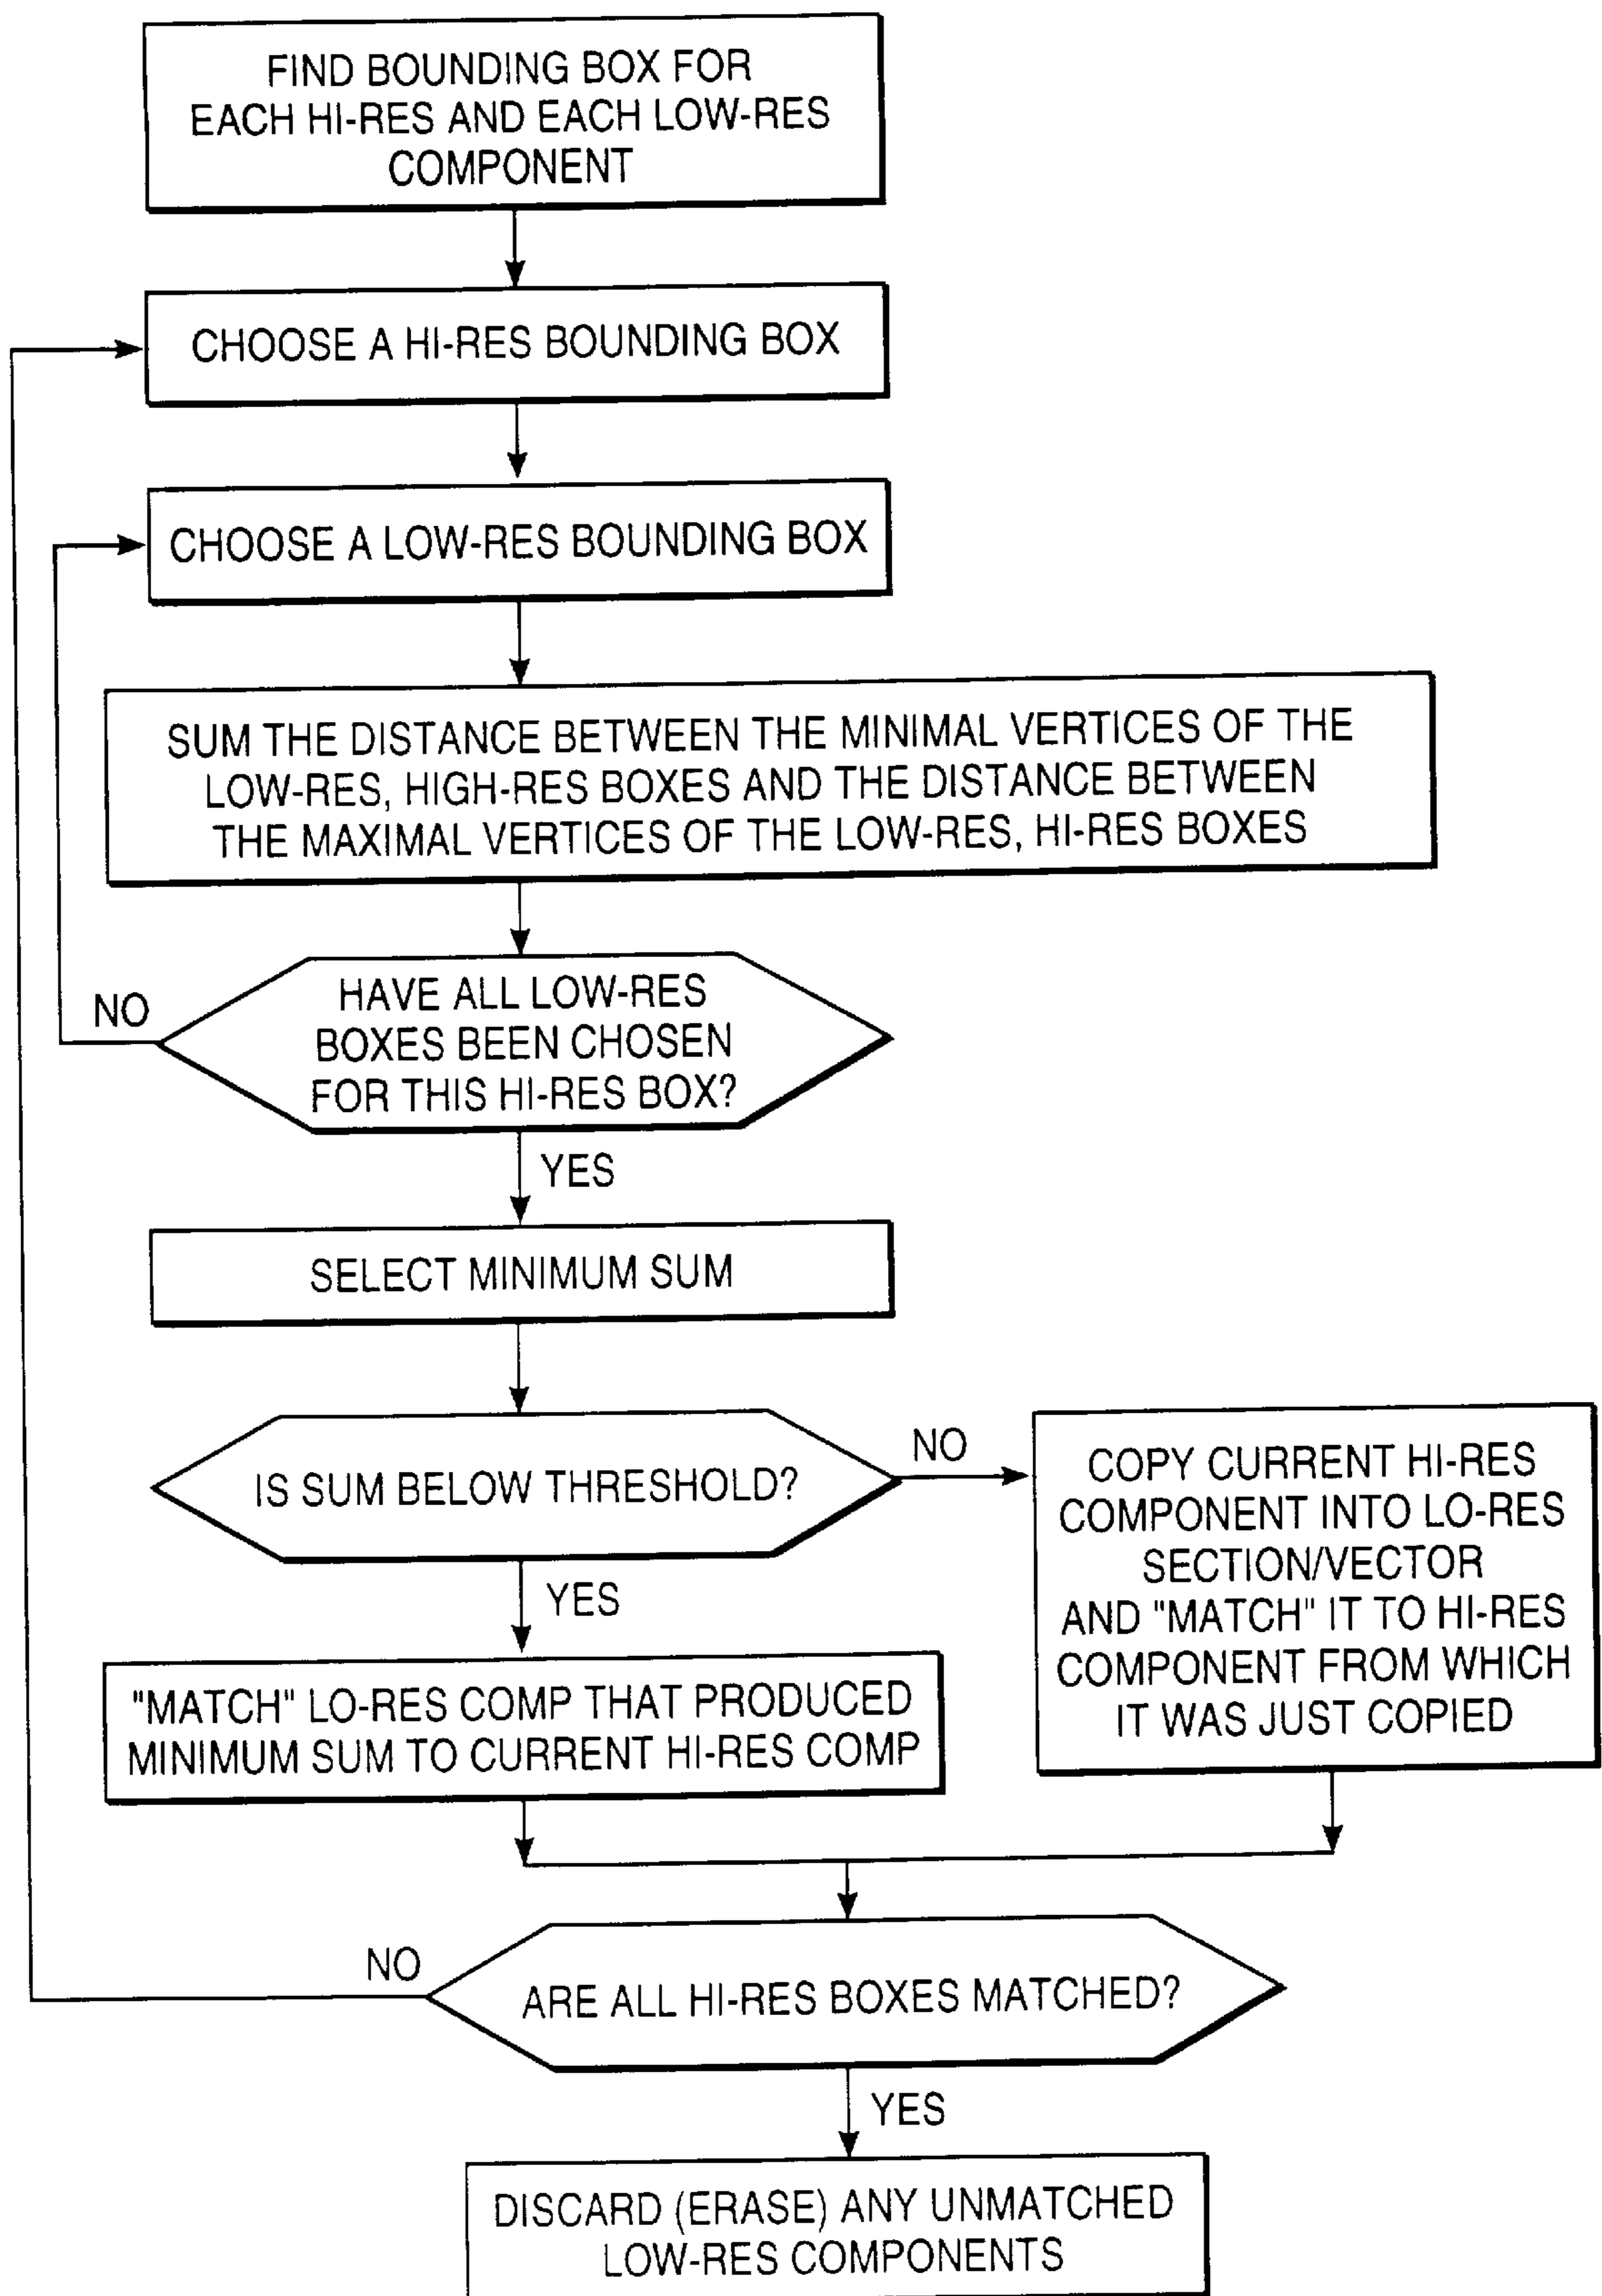 FIND BOUNDING BOX FOR
EACH HI-RES AND EACH LOW-RES
COMPONENT
CHOOSE A HI-RES BOUNDING BOX
CHOOSE A LOW-RES BOUNDING BOX
SUM THE DISTANCE BETWEEN THE MINIMAL VERTICES OF THE
LOW-RES, HIGH-RES BOXES AND THE DISTANCE BETWEEN
THE MAXIMAL VERTICES OF THE LOW-RES, HI-RES BOXES
NO
HAVE ALL LOW-RES
BOXES BEEN CHOSEN
FOR THIS HI-RES BOX?
YES
SELECT MINIMUM SUM
IS SUM BELOW THRESHOLD?
NO
YES
COPY CURRENT HI-RES
COMPONENT INTO LO-RES
SECTION/VECTOR
AND "MATCH" IT TO HI-RES
COMPONENT FROM WHICH
IT WAS JUST COPIED
"MATCH" LO-RES COMP THAT PRODUCED
MINIMUM SUM TO CURRENT HI-RES COMP
NO
ARE ALL HI-RES BOXES MATCHED?
YES
DISCARD (ERASE) ANY UNMATCHED
LOW-RES COMPONENTS